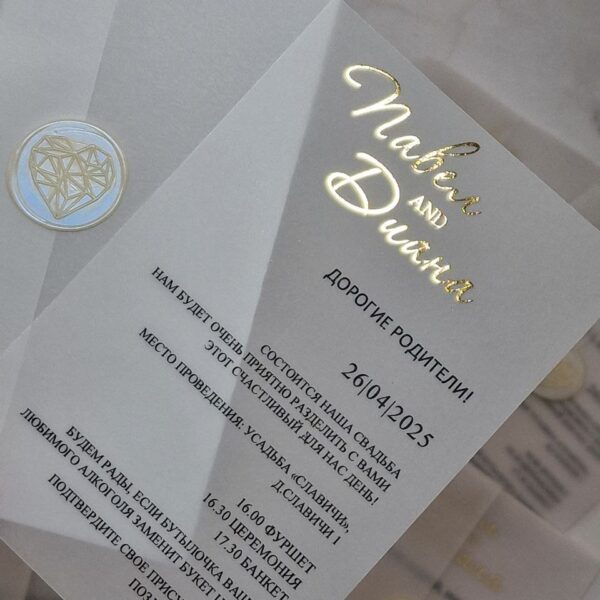 Павел
AND
Диана
ДОРОГИЕ РОДИТЕЛИ!
26|04|2025
СОСТОИТСЯ НАША СВАДЬБА
НАМ БУДЕТ ОЧЕНЬ ПРИЯТНО РАЗДЕЛИТЬ С ВАМИ
ЭТОТ СЧАСТЛИВЫЙ ДЛЯ НАС ДЕНЬ!
МЕСТО ПРОВЕДЕНИЯ: УСАДЬБА «СЛАВИЧИ»,
Д.СЛАВИЧИ 1
16.00 ФУРШЕТ
16.30 ЦЕРЕМОНИЯ
17.30 БАНКЕТ
БУДЕМ РАДЫ, ЕСЛИ БУТЫЛОЧКА ВАШ
ЛЮБИМОГО АЛКОГОЛЯ ЗАМЕНИТ БУКЕТ
ПОДТВЕРДИТЕ СВОЕ